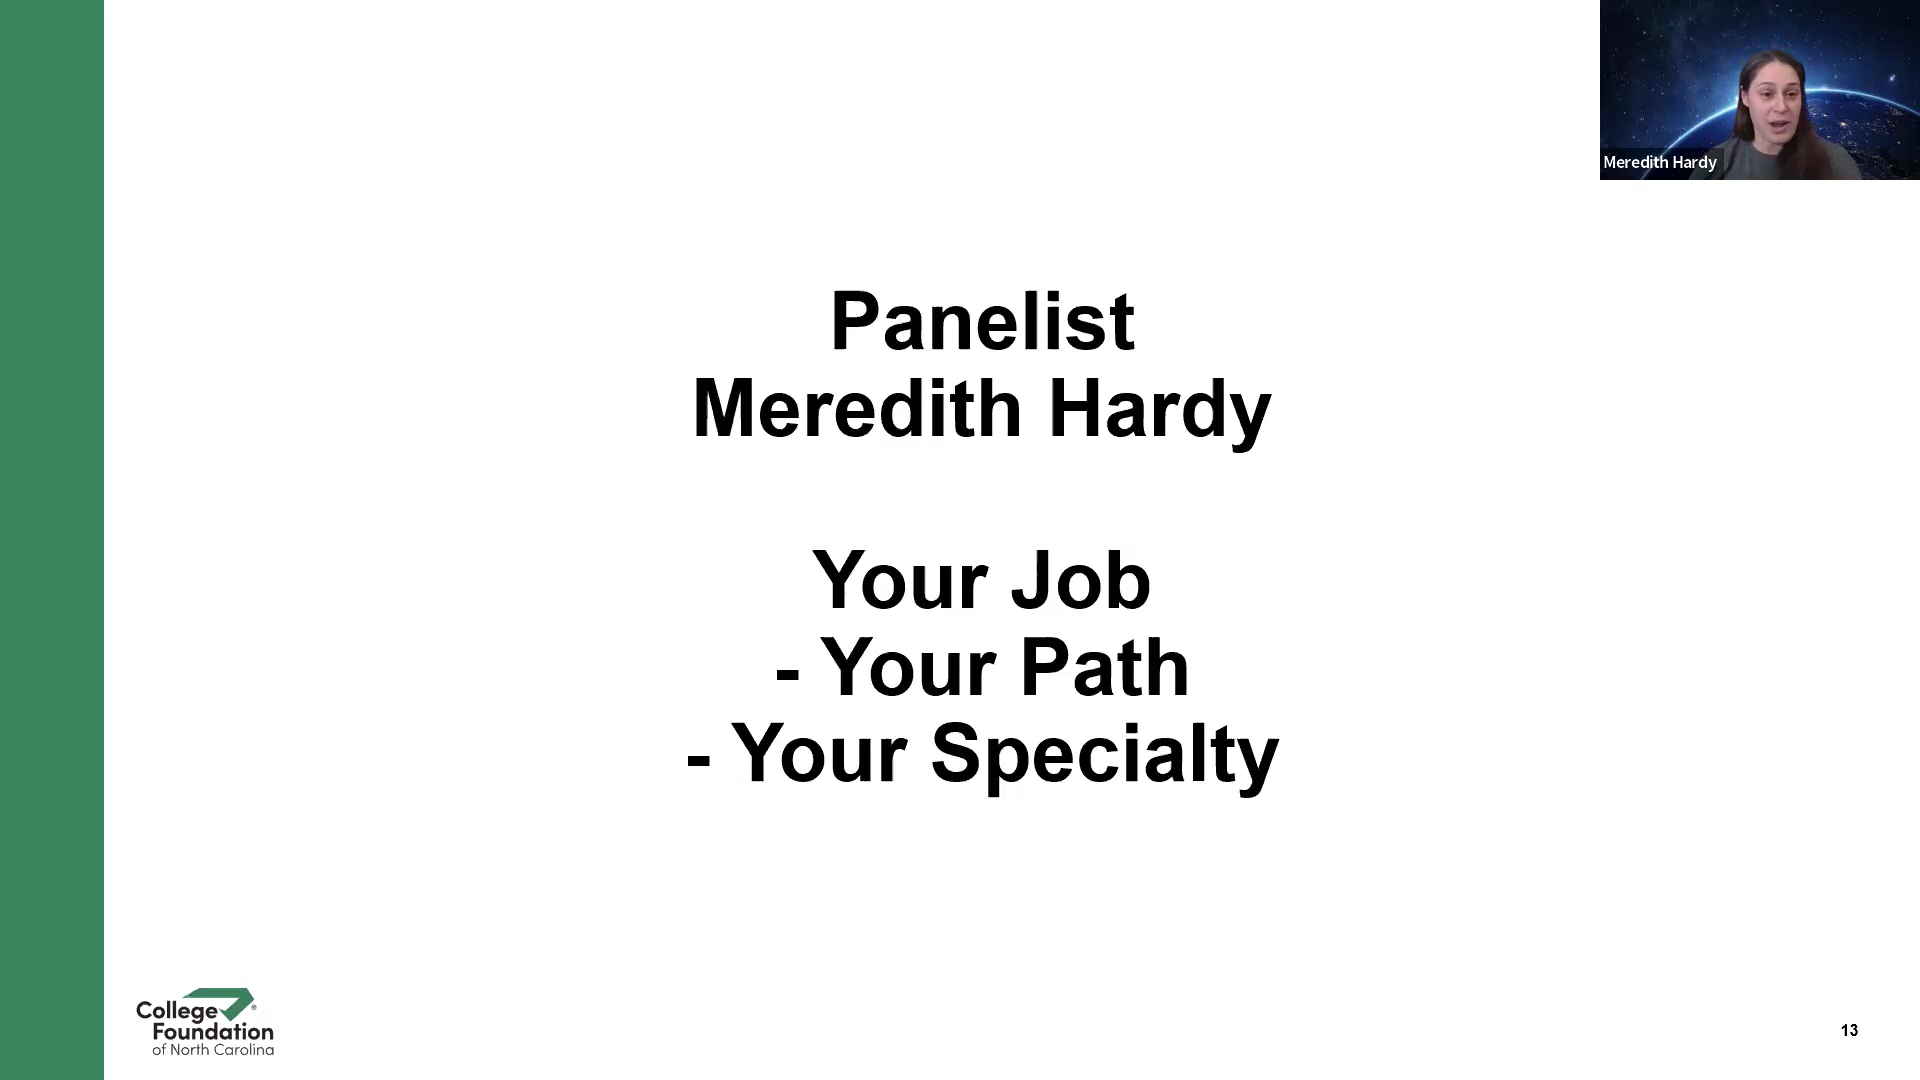 Meredith Hardy
Panelist
Meredith Hardy
Your Job
- Your Path
- Your Specialty
College
Foundation
of North Carolina
®
13